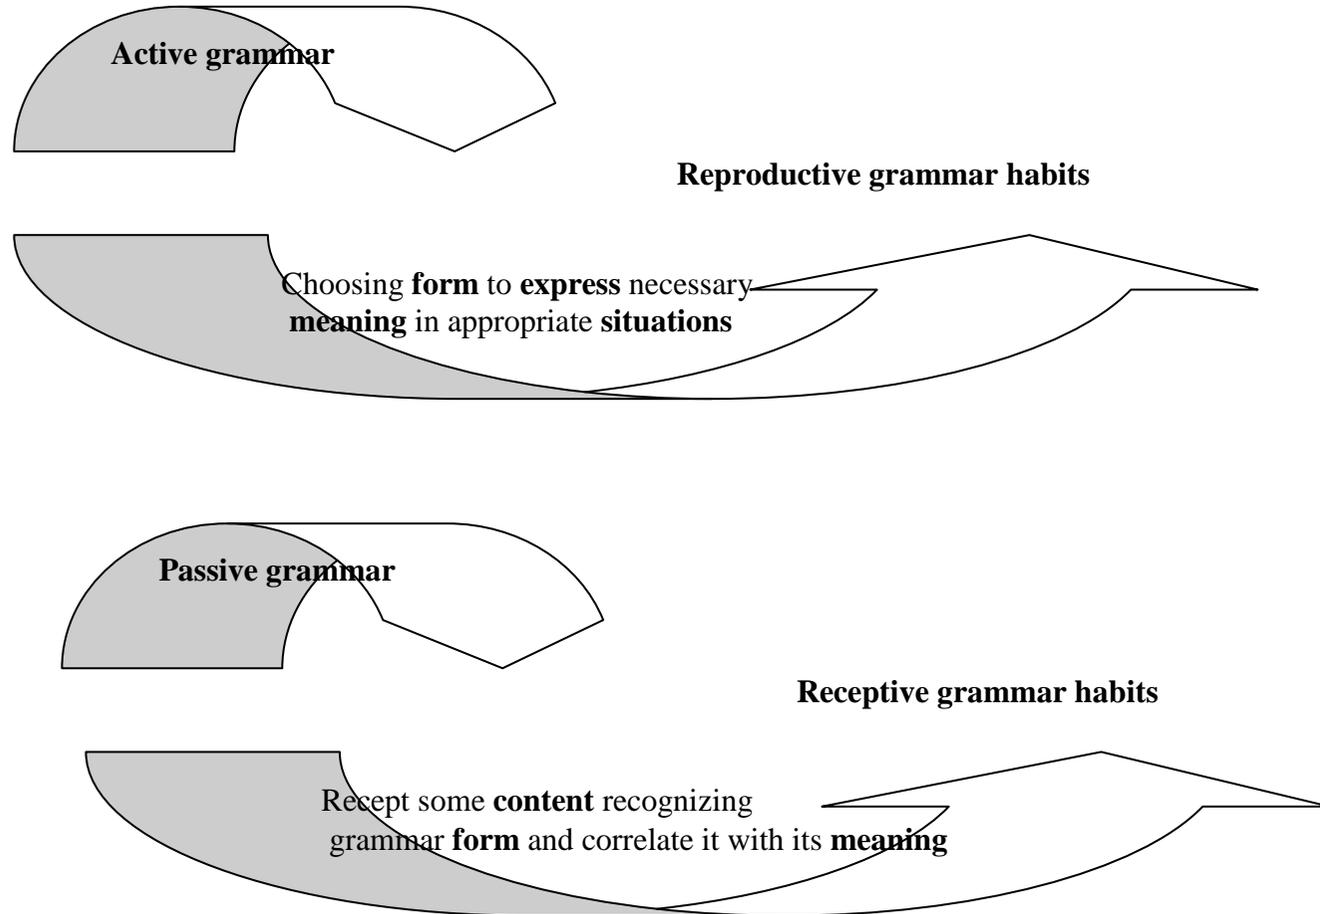 Active grammar
Reproductive grammar habits
Choosing form to express necessary
meaning in appropriate situations
Passive grammar
Receptive grammar habits
Recept some content recognizing
grammar form and correlate it with its meaning